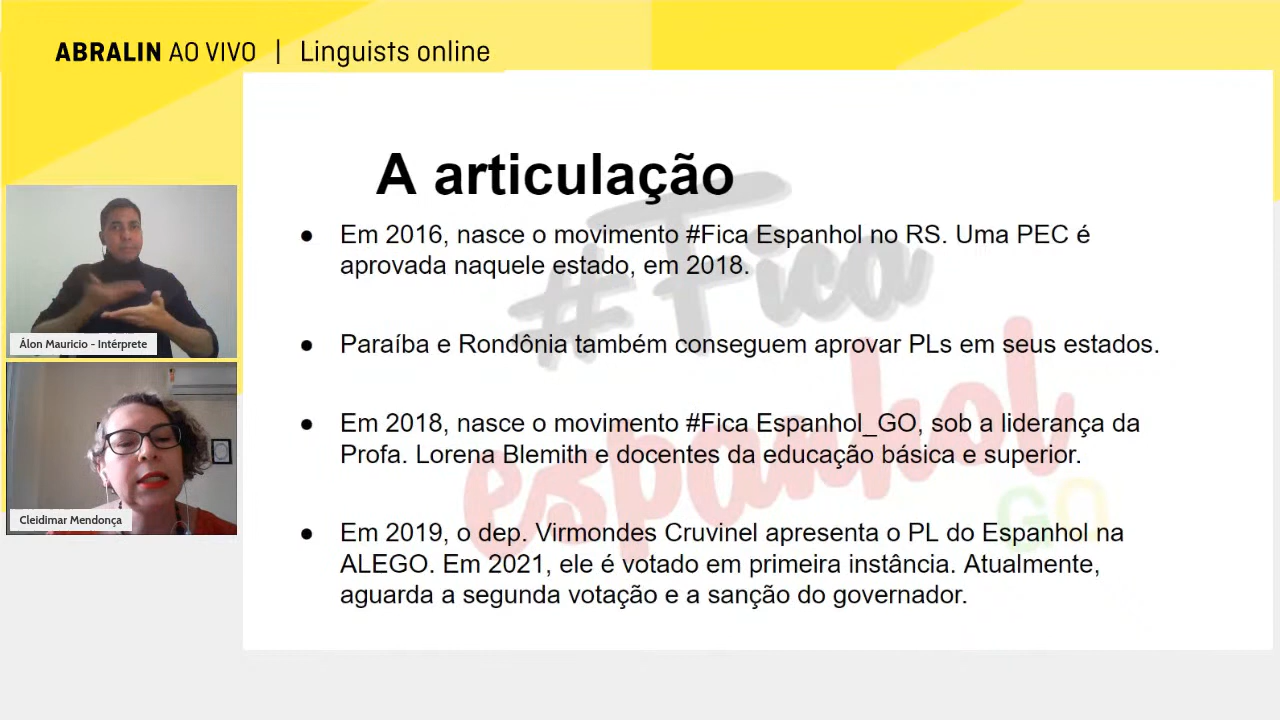 ABRALIN AO VIVO | Linguists online
A articulação
● Em 2016, nasce o movimento #Fica Espanhol no RS. Uma PEC é
aprovada naquele estado, em 2018.
● Paraíba e Rondônia também conseguem aprovar PLs em seus estados.
● Em 2018, nasce o movimento #Fica Espanhol_GO, sob a liderança da
Profa. Lorena Blemith e docentes da educação básica e superior.
● Em 2019, o dep. Virmondes Cruvinel apresenta o PL do Espanhol na
ALEGO. Em 2021, ele é votado em primeira instância. Atualmente,
aguarda a segunda votação e a sanção do governador.
#Fica
espanhol
GO
Álon Mauricio - Intérprete
Cleidimar Mendonça